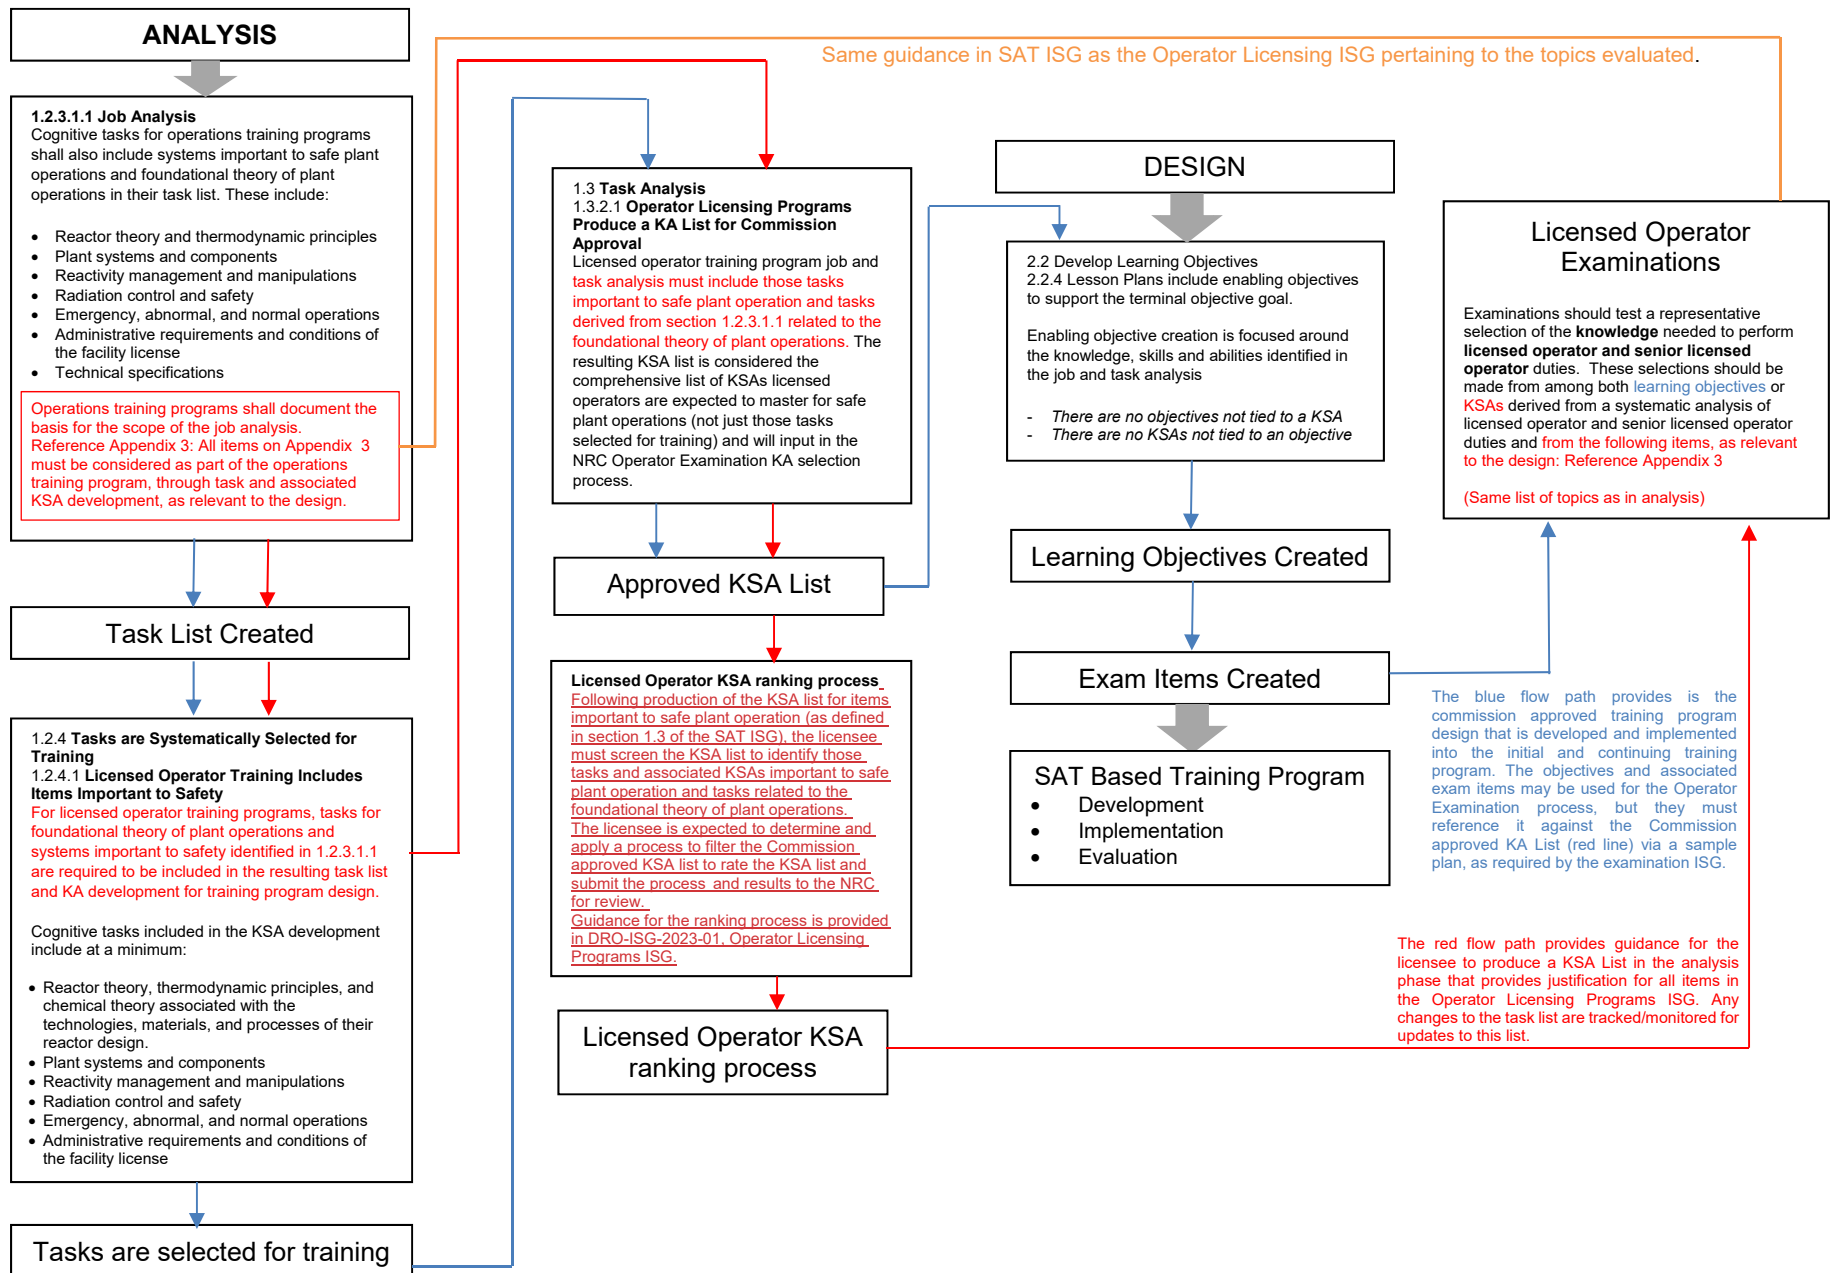 ANALYSIS
1.2.3.1.1 Job Analysis
Cognitive tasks for operations training programs
shall also include systems important to safe plant
operations and foundational theory of plant
operations in their task list. These include:
• Reactor theory and thermodynamic principles
• Plant systems and components
• Reactivity management and manipulations
• Radiation control and safety
• Emergency, abnormal, and normal operations
• Administrative requirements and conditions of
the facility license
• Technical specifications
Operations training programs shall document the
basis for the scope of the job analysis.
Reference Appendix 3: All items on Appendix 3
must be considered as part of the operations
training program, through task and associated
KSA development, as relevant to the design.
Task List Created
1.2.4 Tasks are Systematically Selected for
Training
1.2.4.1 Licensed Operator Training Includes
Items Important to Safety
For licensed operator training programs, tasks for
foundational theory of plant operations and
systems important to safety identified in 1.2.3.1.1
are required to be included in the resulting task list
and KA development for training program design.
Cognitive tasks included in the KSA development
include at a minimum:
• Reactor theory, thermodynamic principles, and
chemical theory associated with the
technologies, materials, and processes of their
reactor design.
• Plant systems and components
• Reactivity management and manipulations
• Radiation control and safety
• Emergency, abnormal, and normal operations
• Administrative requirements and conditions of
the facility license
Tasks are selected for training
Same guidance in SAT ISG as the Operator Licensing ISG pertaining to the topics evaluated.
1.3 Task Analysis
1.3.2.1 Operator Licensing Programs
Produce a KA List for Commission
Approval
Licensed operator training program job and
task analysis must include those tasks
important to safe plant operation and tasks
derived from section 1.2.3.1.1 related to the
foundational theory of plant operations. The
resulting KSA list is considered the
comprehensive list of KSAs licensed
operators are expected to master for safe
plant operations (not just those tasks
selected for training) and will input in the
NRC Operator Examination KA selection
process.
Approved KSA List
Licensed Operator KSA ranking process
Following production of the KSA list for items
important to safe plant operation (as defined
in section 1.3 of the SAT ISG), the licensee
must screen the KSA list to identify those
tasks and associated KSAs important to safe
plant operation and tasks related to the
foundational theory of plant operations.
The licensee is expected to determine and
apply a process to filter the Commission
approved KSA list to rate the KSA list and
submit the process and results to the NRC
for review.
Guidance for the ranking process is provided
in DRO-ISG-2023-01, Operator Licensing
Programs ISG.
Licensed Operator KSA
ranking process
DESIGN
2.2 Develop Learning Objectives
2.2.4 Lesson Plans include enabling objectives
to support the terminal objective goal.
Enabling objective creation is focused around
the knowledge, skills and abilities identified in
the job and task analysis
- There are no objectives not tied to a KSA
- There are no KSAs not tied to an objective
Learning Objectives Created
Exam Items Created
SAT Based Training Program
• Development
• Implementation
• Evaluation
Licensed Operator
Examinations
Examinations should test a representative
selection of the knowledge needed to perform
licensed operator and senior licensed
operator duties. These selections should be
made from among both learning objectives or
KSAs derived from a systematic analysis of
licensed operator and senior licensed operator
duties and from the following items, as relevant
to the design: Reference Appendix 3
(Same list of topics as in analysis)
The blue flow path provides is the
commission approved training program
design that is developed and implemented
into the initial and continuing training
program. The objectives and associated
exam items may be used for the Operator
Examination process, but they must
reference it against the Commission
approved KA List (red line) via a sample
plan, as required by the examination ISG.
The red flow path provides guidance for the
licensee to produce a KSA List in the analysis
phase that provides justification for all items in
the Operator Licensing Programs ISG. Any
changes to the task list are tracked/monitored for
updates to this list.